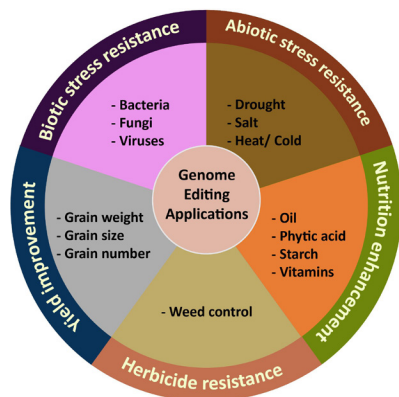 Biotic stress resistance
- Bacteria
- Fungi
- Viruses
Abiotic stress resistance
- Drought
- Salt
- Heat/ Cold
Genome
Editing
Applications
Nutrition enhancement
- Oil
- Phytic acid
- Starch
- Vitamins
Yield improvement
- Grain weight
- Grain size
- Grain number
- Weed control
Herbicide resistance